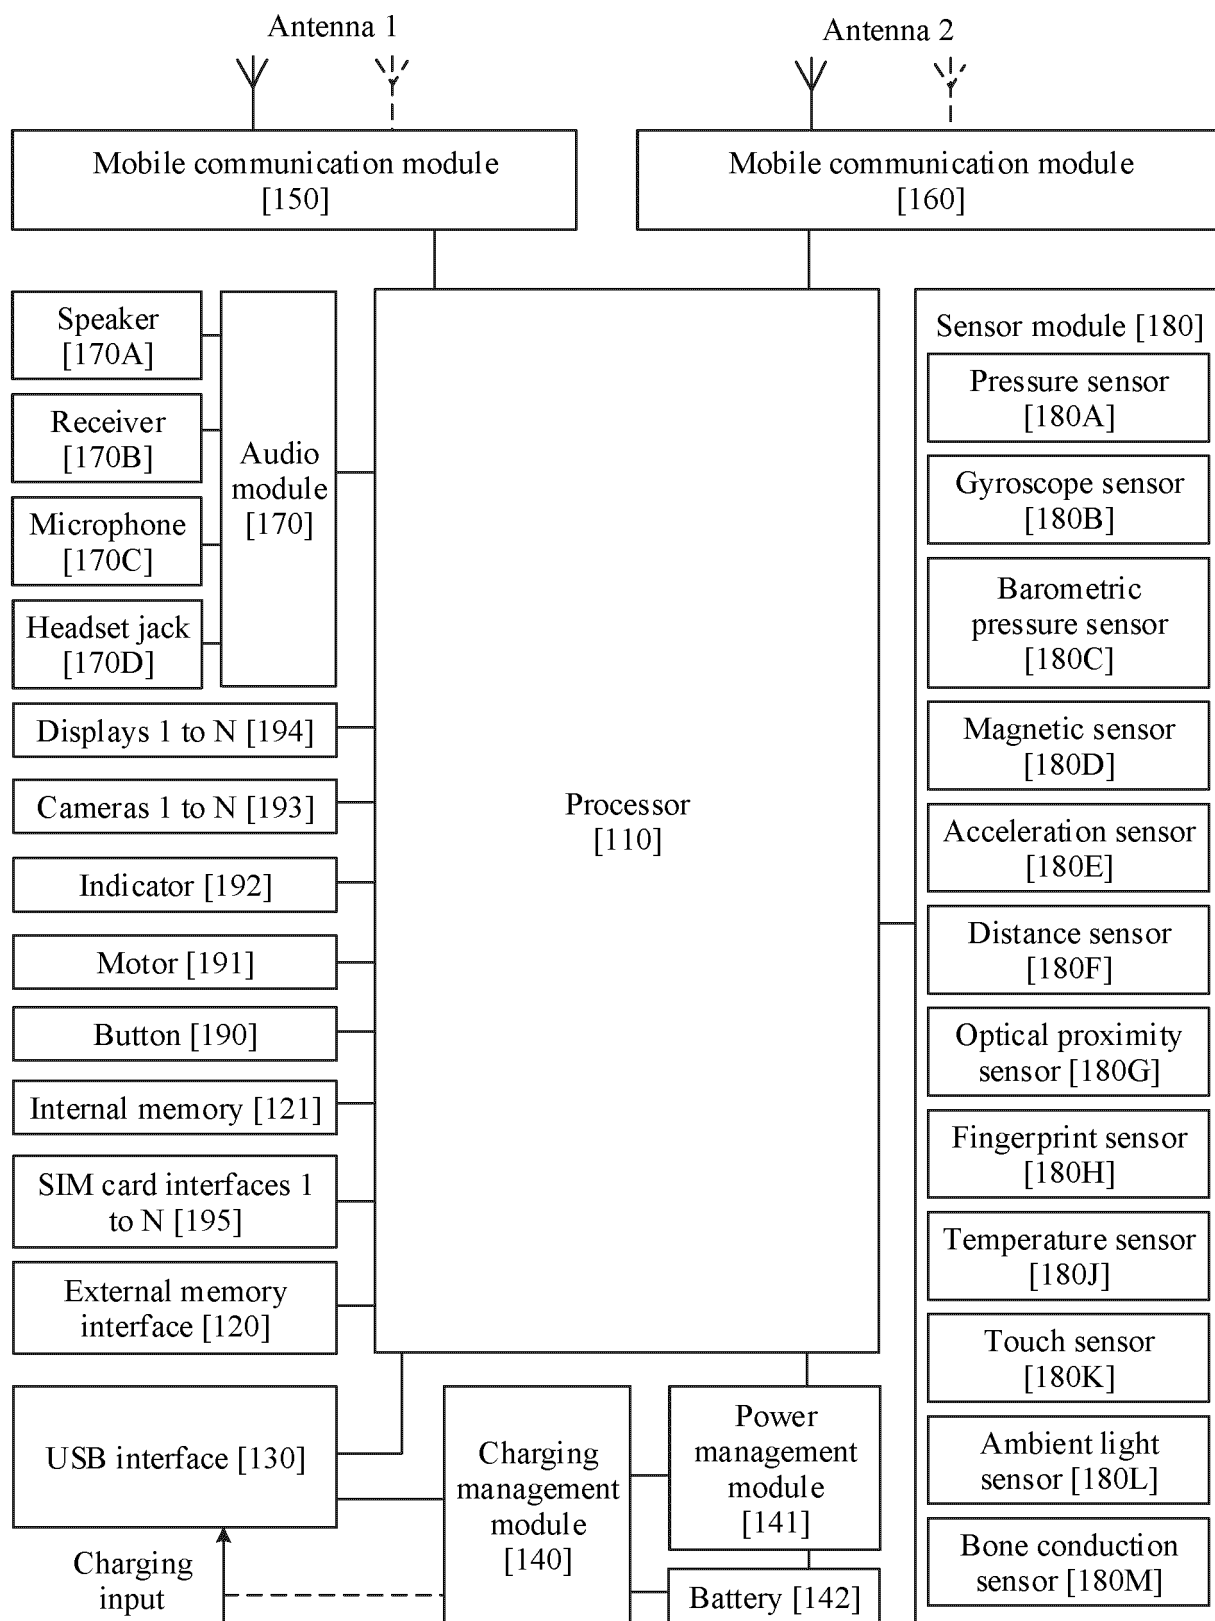 Antenna 1
Antenna 2
Mobile communication module
[150]
Mobile communication module
[160]
Speaker
[170A]
Receiver
[170B]
Microphone
[170C]
Headset jack
[170D]
Audio
module
[170]
Displays 1 to N [194]
Cameras 1 to N [193]
Indicator [192]
Motor [191]
Button [190]
Internal memory [121]
SIM card interfaces 1
to N [195]
External memory
interface [120]
Processor
[110]
Sensor module [180]
Pressure sensor
[180A]
Gyroscope sensor
[180B]
Barometric
pressure sensor
[180C]
Magnetic sensor
[180D]
Acceleration sensor
[180E]
Distance sensor
[180F]
Optical proximity
sensor [180G]
Fingerprint sensor
[180H]
Temperature sensor
[180J]
Touch sensor
[180K]
Ambient light
sensor [180L]
Bone conduction
sensor [180M]
USB interface [130]
Charging
input
Charging
management
module
[140]
Power
management
module
[141]
Battery [142]